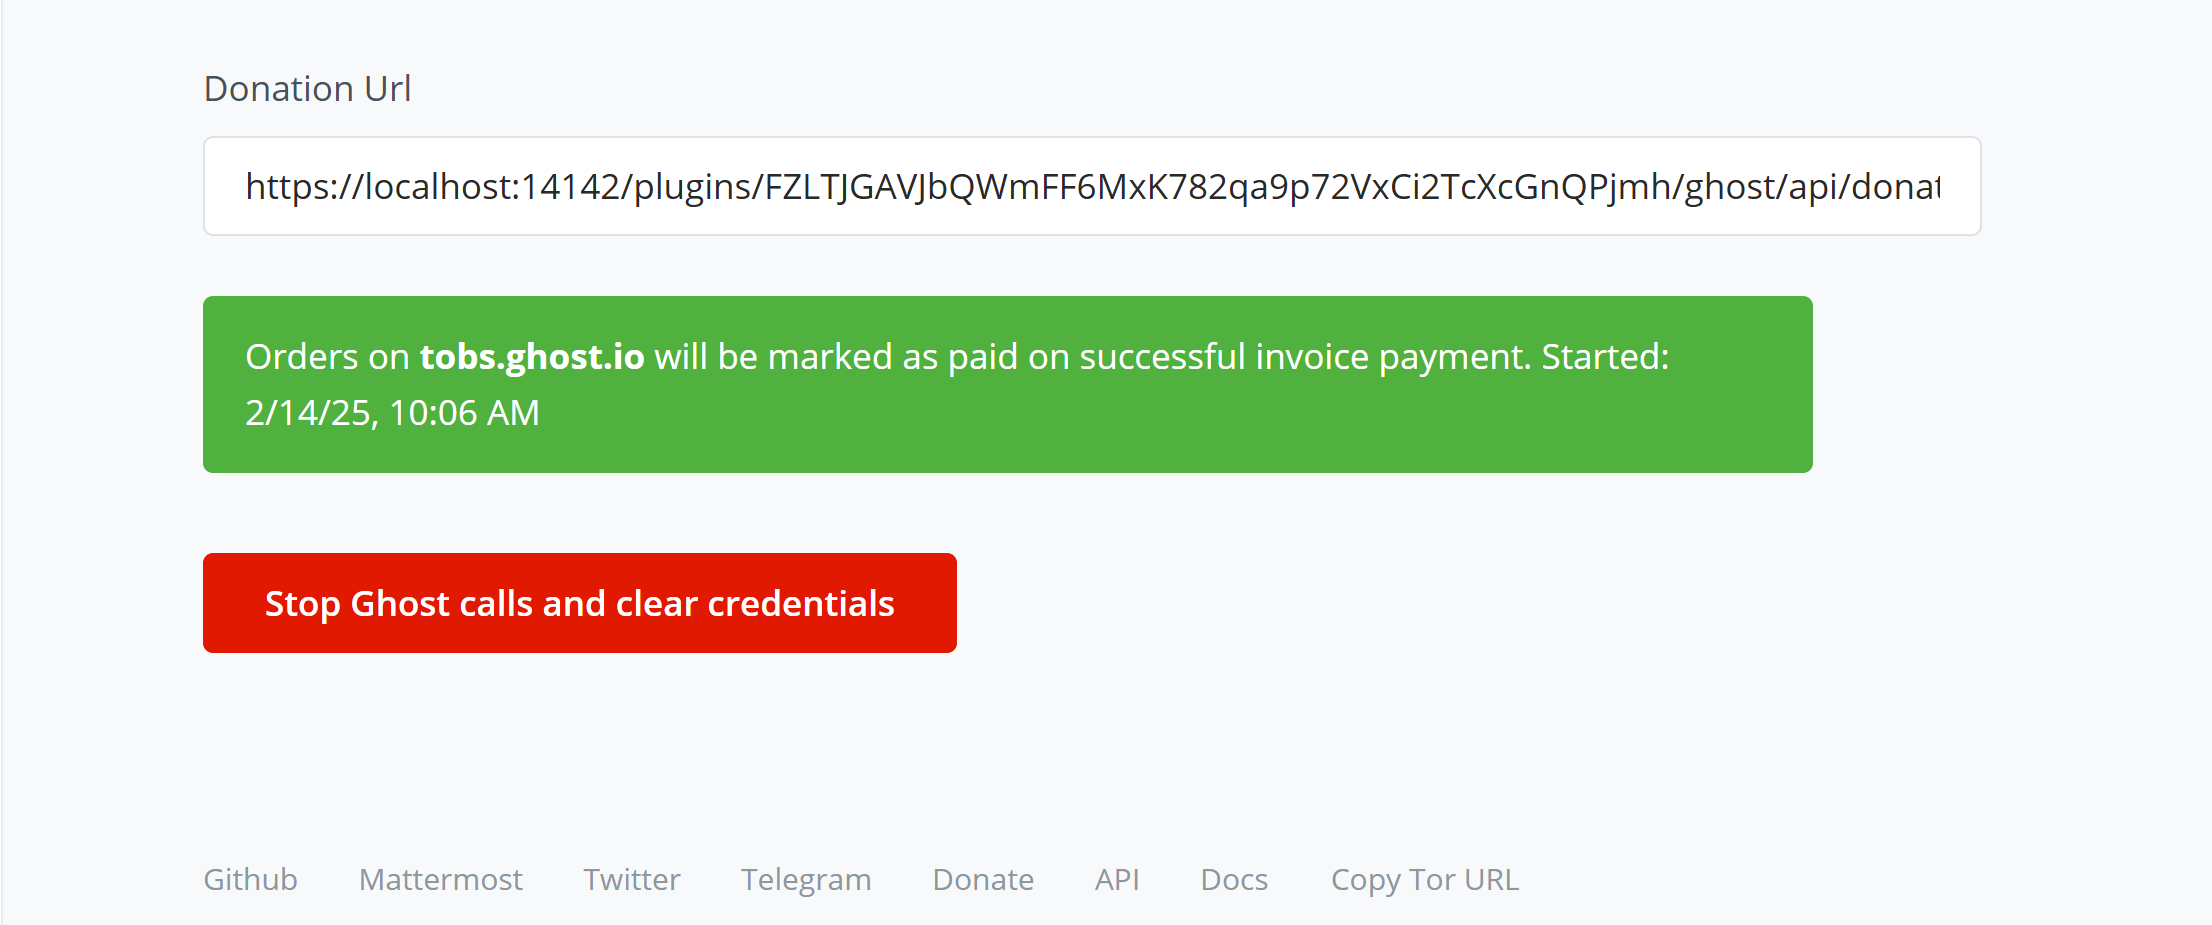 Donation Url
https://localhost:14142/plugins/FZLTJGAVJbQWmFF6MxK782qa9p72VxCi2TcXcGnQPjmh/ghost/api/donat
Orders on tobs.ghost.io will be marked as paid on successful invoice payment. Started:
2/14/25, 10:06 AM
Stop Ghost calls and clear credentials
Github Mattermost Twitter Telegram Donate API Docs Copy Tor URL